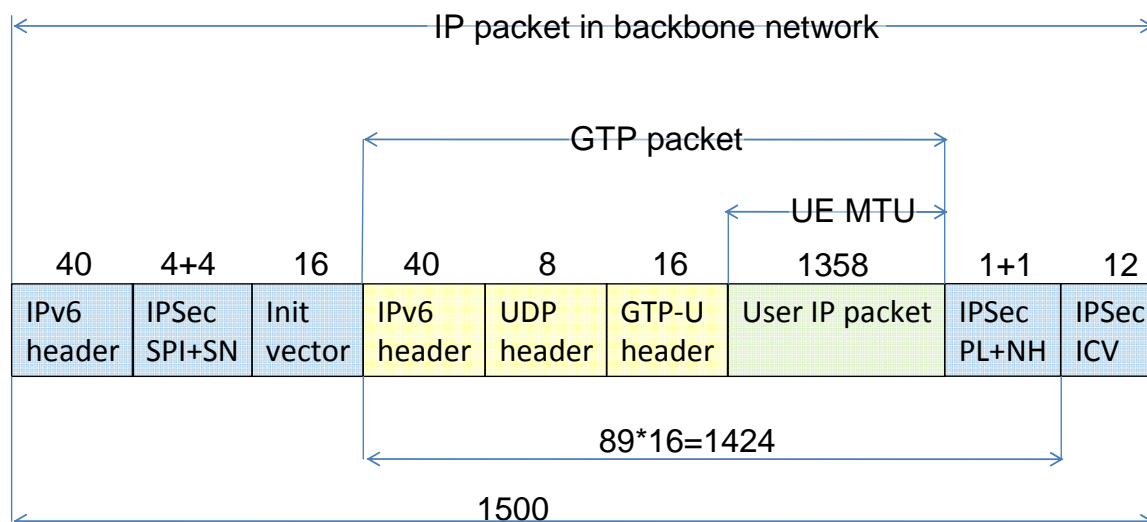 IP packet in backbone network
GTP packet
UE MTU
40 4+4 16 40 8 16 1358 1+1 12
IPv6 IPSec Init IPv6 UDP GTP-U User IP packet IPSec IPSec
header SPI+SN vector header header header PL+NH ICV
89*16=1424
1500